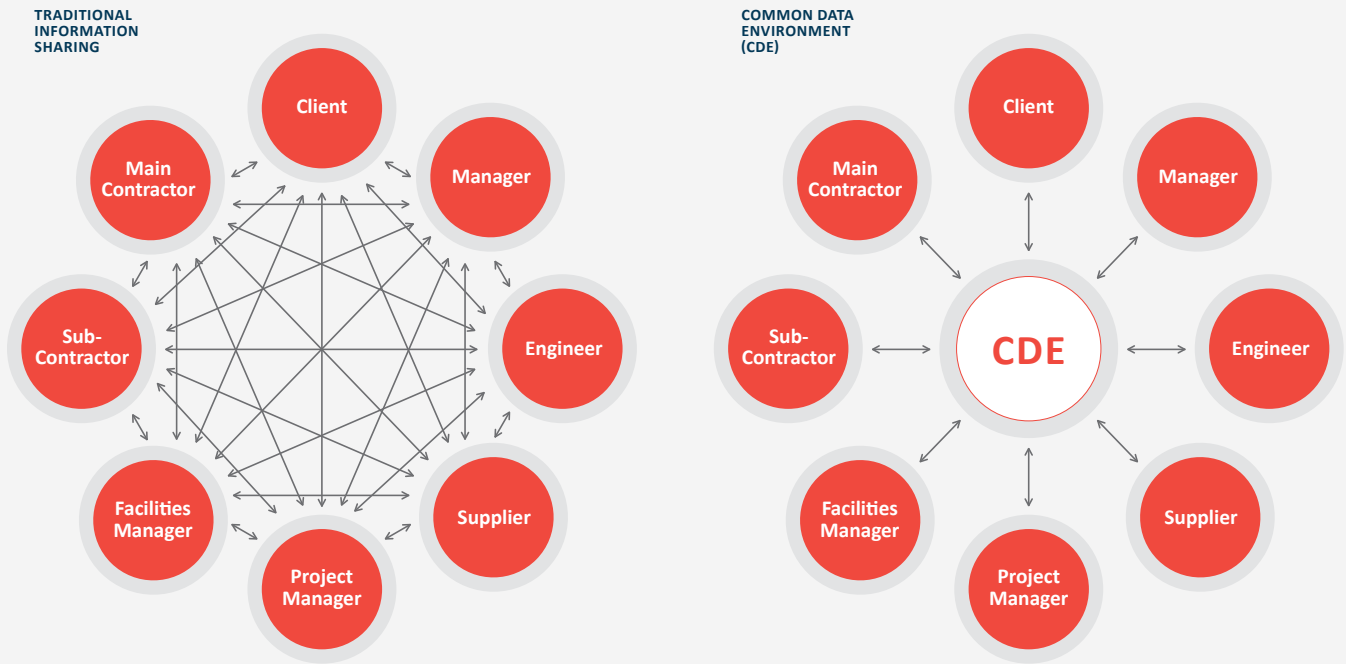 TRADITIONAL
INFORMATION
SHARING
Client
Main
Contractor
Manager
Sub-
Contractor
Engineer
Facilities
Manager
Supplier
Project
Manager
COMMON DATA
ENVIRONMENT
(CDE)
Client
Main
Contractor
Manager
Sub-
Contractor
CDE
Engineer
Facilities
Manager
Supplier
Project
Manager